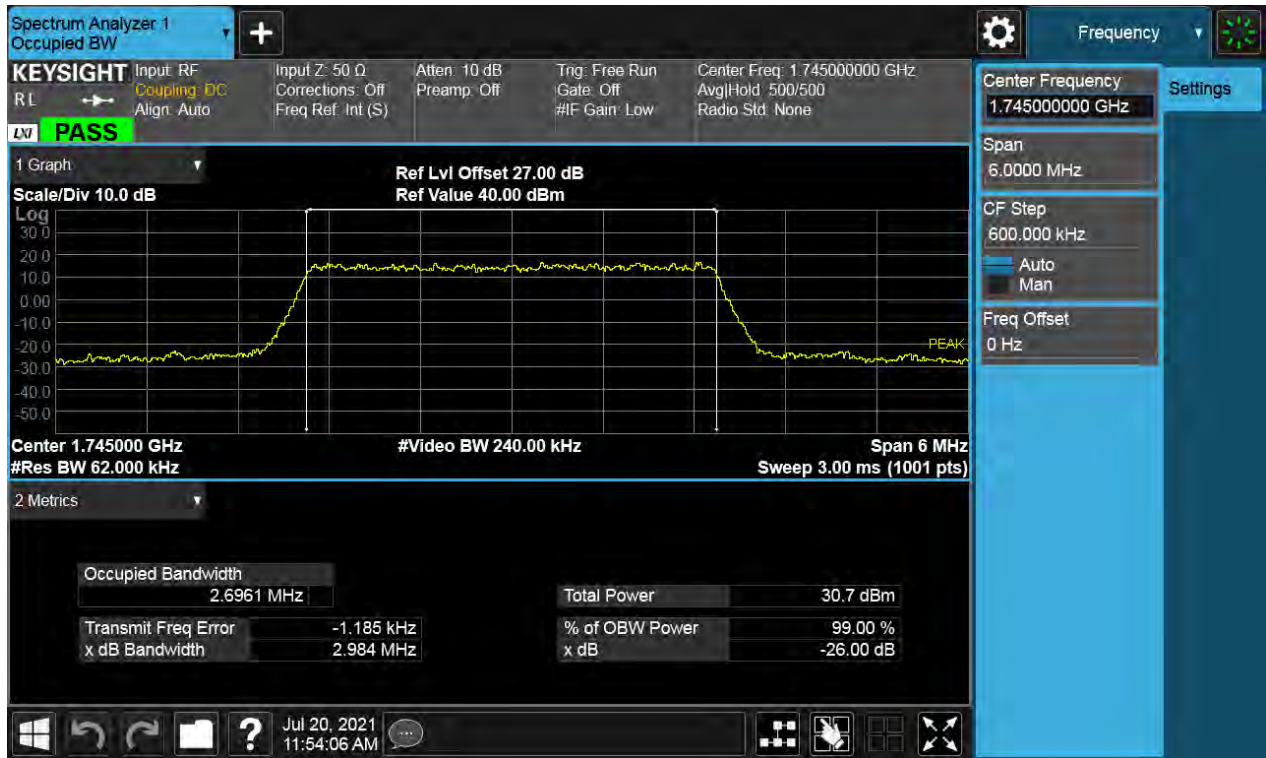 Spectrum Analyzer 1
Occupied BW
Frequency
KEYSIGHT
RL
LXI
PASS
Input: RF
Coupling: DC
Align: Auto
Input Z: 50 Ω
Corrections: Off
Freq Ref: Int (S)
Atten: 10 dB
Preamp: Off
Trig: Free Run
Gate: Off
#IF Gain: Low
Center Freq: 1.745000000 GHz
Avg|Hold: 500/500
Radio Std: None
1 Graph
Scale/Div 10.0 dB
Ref Lvl Offset 27.00 dB
Ref Value 40.00 dBm
Log
30.0
20.0
10.0
0.00
-10.0
-20.0
-30.0
-40.0
-50.0
PEAK
Center 1.745000 GHz
#Video BW 240.00 kHz
Span 6 MHz
#Res BW 62.000 kHz
Sweep 3.00 ms (1001 pts)
2 Metrics
Occupied Bandwidth
2.6961 MHz
Transmit Freq Error -1.185 kHz
x dB Bandwidth 2.984 MHz
Total Power 30.7 dBm
% of OBW Power 99.00 %
x dB -26.00 dB
Center Frequency
1.745000000 GHz
Span
6.0000 MHz
CF Step
600.000 kHz
Auto
Man
Freq Offset
0 Hz
Settings
?
Jul 20, 2021
11:54:06 AM